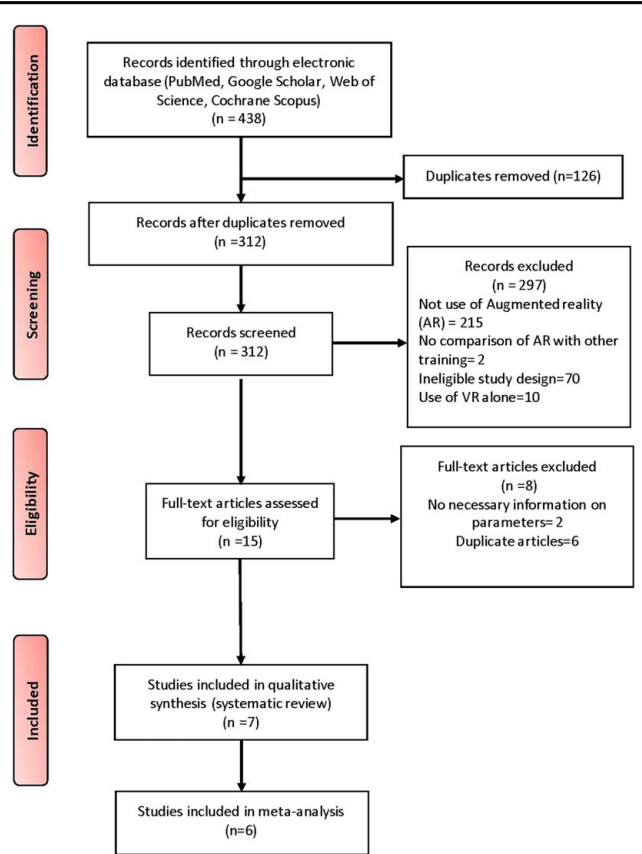 Identification
Records identified through electronic
database (PubMed, Google Scholar, Web of
Science, Cochrane Scopus)
(n = 438)
Duplicates removed (n=126)
Records after duplicates removed
(n =312)
Screening
Records screened
(n = 312)
Records excluded
(n = 297)
Not use of Augmented reality
(AR) = 215
No comparison of AR with other
training= 2
Ineligible study design=70
Use of VR alone=10
Eligibility
Full-text articles assessed
for eligibility
(n =15)
Full-text articles excluded
(n =8)
No necessary information on
parameters= 2
Duplicate articles=6
Included
Studies included in qualitative
synthesis (systematic review)
(n =7)
Studies included in meta-analysis
(n=6)